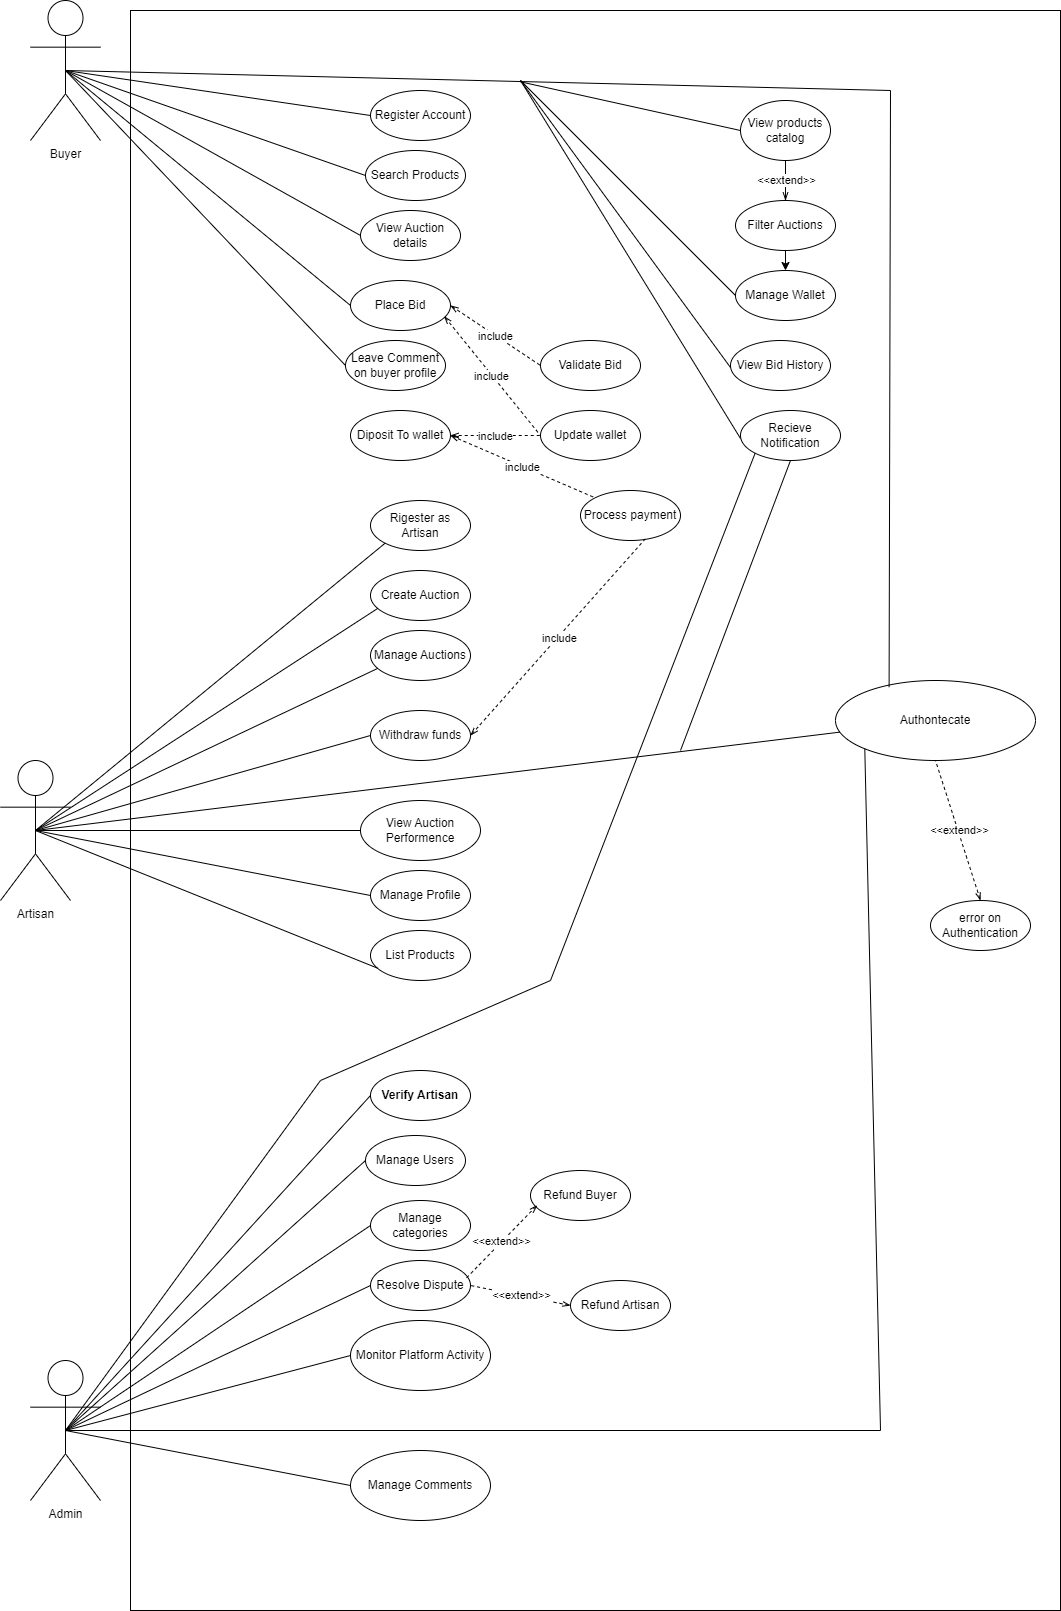 Buyer
Register Account
Search Products
View Auction
details
Place Bid
Leave Comment
on buyer profile
Diposit To wallet
include
include
include
include
Validate Bid
Update wallet
Process payment
include
View products
catalog
<<extend>>
Filter Auctions
Manage Wallet
View Bid History
Recieve
Notification
Rigester as
Artisan
Create Auction
Manage Auctions
Withdraw funds
Authontecate
<<extend>>
error on
Authentication
Artisan
View Auction
Performence
Manage Profile
List Products
Verify Artisan
Manage Users
Manage
categories
Resolve Dispute
<<extend>>
Refund Buyer
<<extend>>
Refund Artisan
Monitor Platform Activity
Admin
Manage Comments